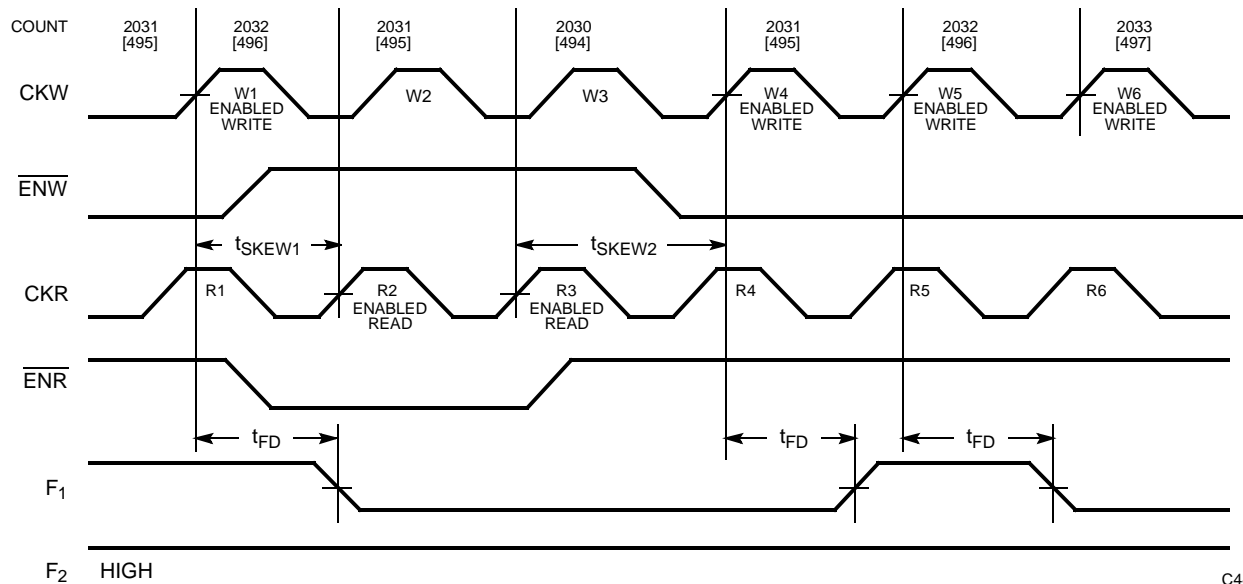 COUNT 2031 2032 2031 2030 2031 2032 2033
[495] [496] [495] [494] [495] [496] [497]
CKW W1 W2 W3 W4 W5 W6
ENABLED ENABLED ENABLED ENABLED
WRITE WRITE WRITE WRITE
ENW
tSKEW1 tSKEW2
CKR R1 R2 R3 R4 R5 R6
ENABLED ENABLED
READ READ
ENR
tFD tFD tFD
F1
F2 HIGH
C4